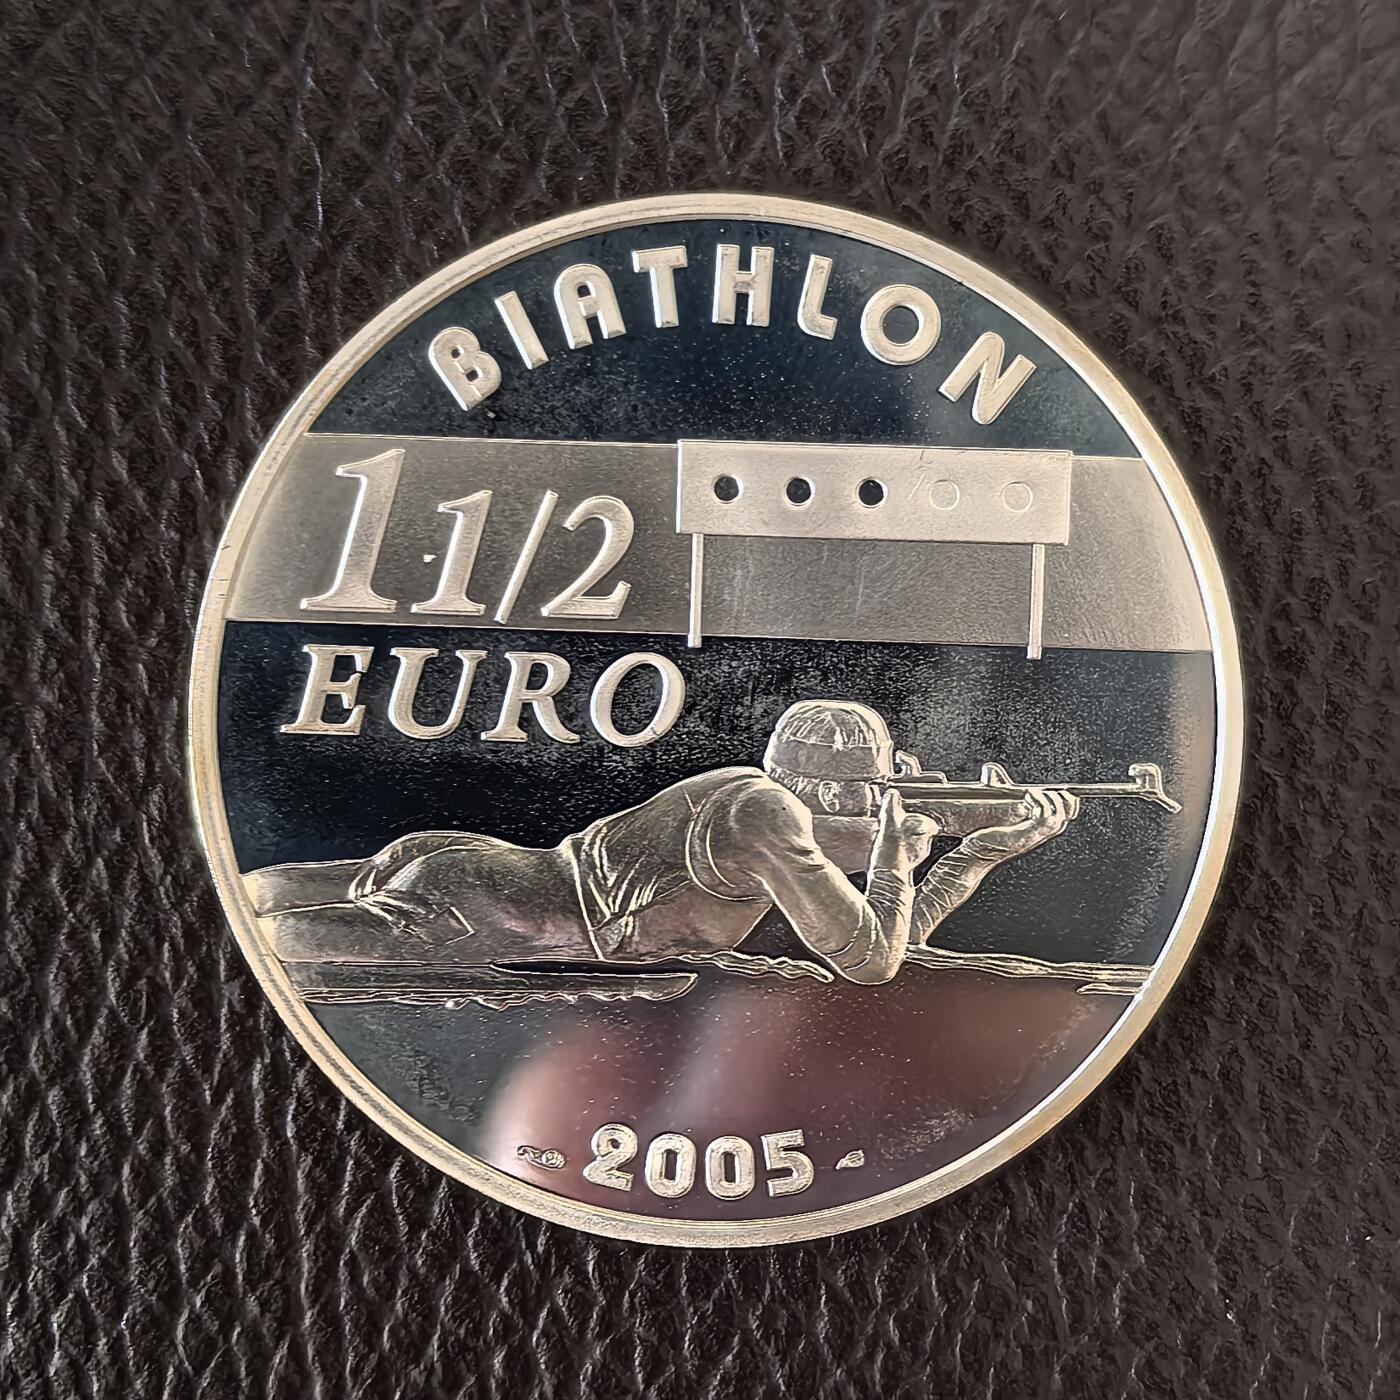 BIATHLON
1 1/2
EURO
2005